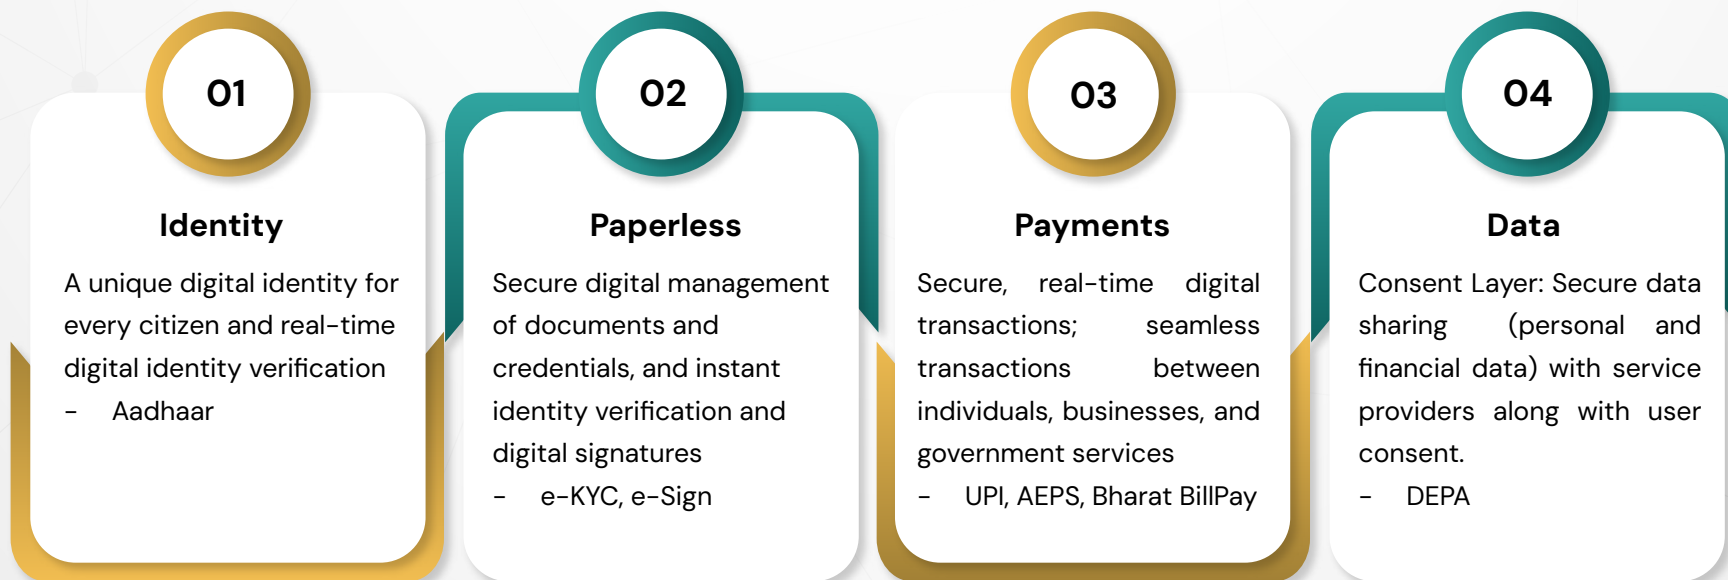 01
Identity
A unique digital identity for
every citizen and real-time
digital identity verification
- Aadhaar
02
Paperless
Secure digital management
of documents and
credentials, and instant
identity verification and
digital signatures
- e-KYC, e-Sign
03
Payments
Secure, real-time digital
transactions; seamless
transactions between
individuals, businesses, and
government services
- UPI, AEPS, Bharat BillPay
04
Data
Consent Layer: Secure data
sharing (personal and
financial data) with service
providers along with user
consent.
- DEPA